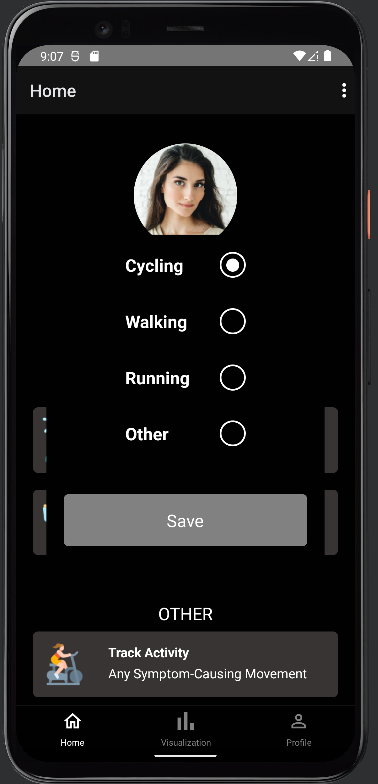 9:07
Home
Cycling
Walking
Running
Other
Save
OTHER
Track Activity
Any Symptom-Causing Movement
Home
Visualization
Profile